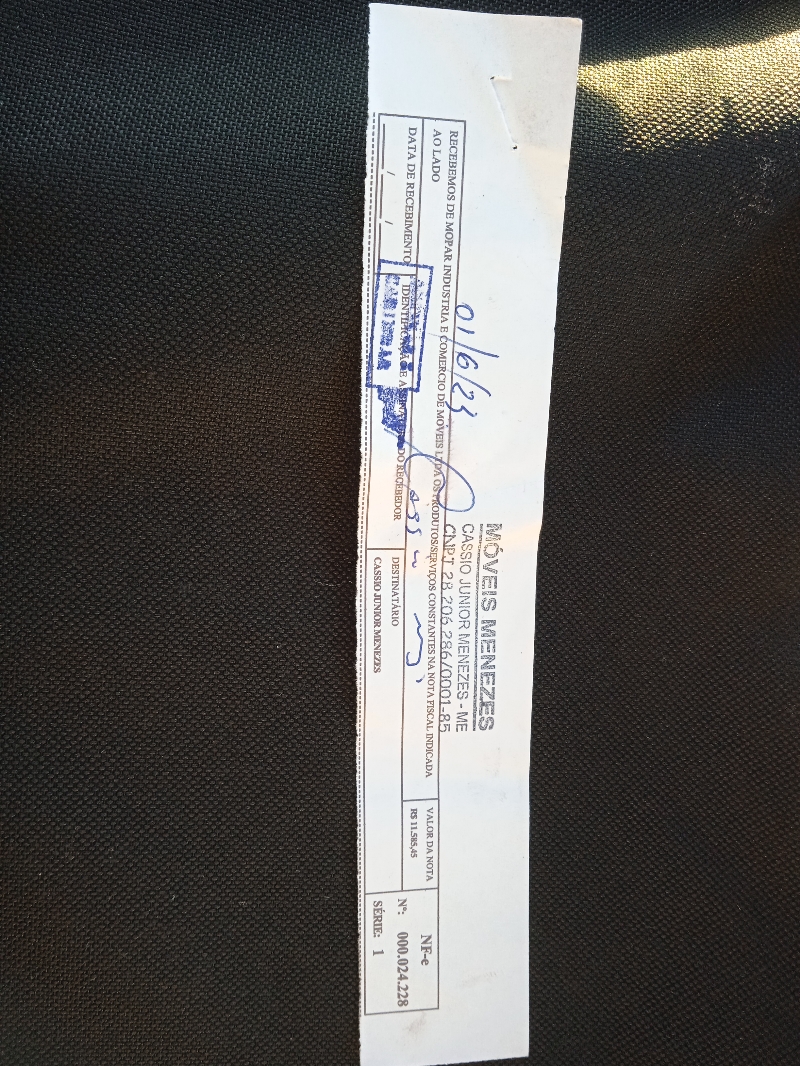 MÓVEIS MENEZES
CASSIO JUNIOR MENEZES - ME
CNPJ 28.206.286/0001-85
01/6/23
RECEBEMOS DE MOPAR INDUSTRIA E COMERCIO DE MÓVEIS LTDA OS PRODUTOS/SERVIÇOS CONSTANTES NA NOTA FISCAL INDICADA
AO LADO
VALOR DA NOTA
R$ 11.585,45
NF-e
Nº: 000.024.228
SÉRIE: 1
DATA DE RECEBIMENTO
___/___/___
IDENTIFICAÇÃO E ASSINATURA DO RECEBEDOR
DESTINATÁRIO
CASSIO JUNIOR MENEZES